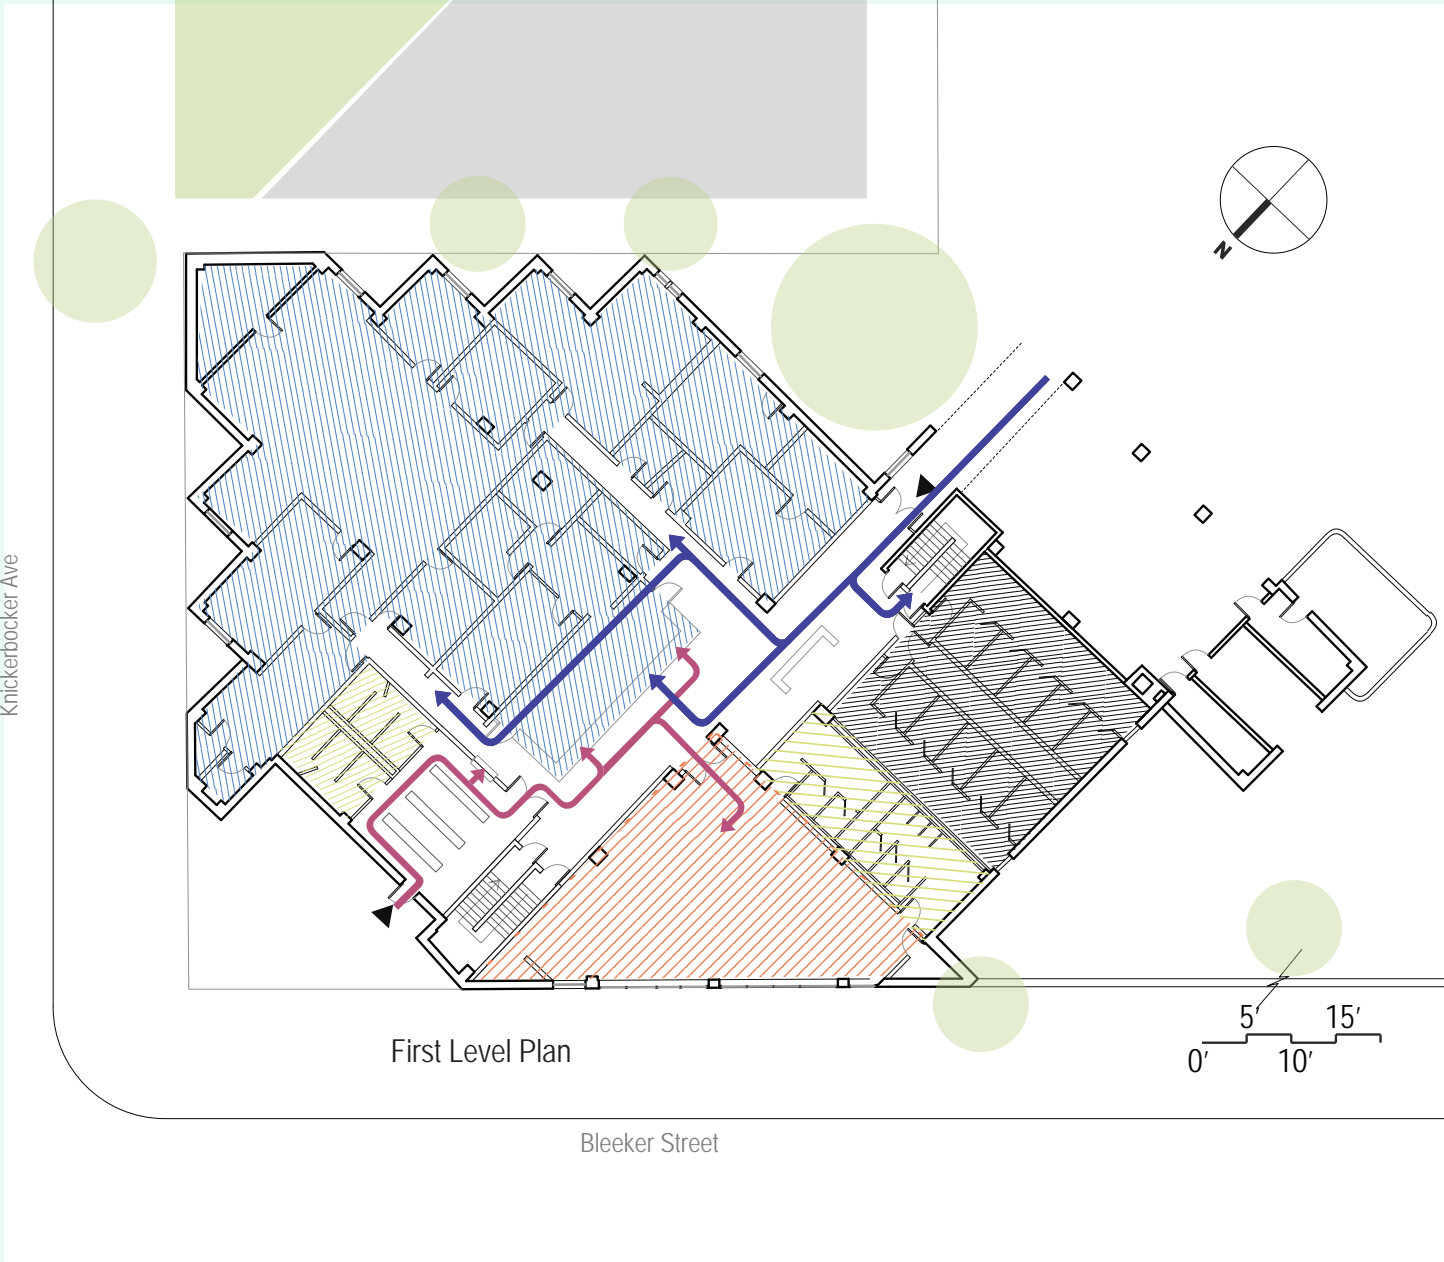 N
Knickerbocker Ave
First Level Plan
5' 15'
0' 10'
Bleeker Street